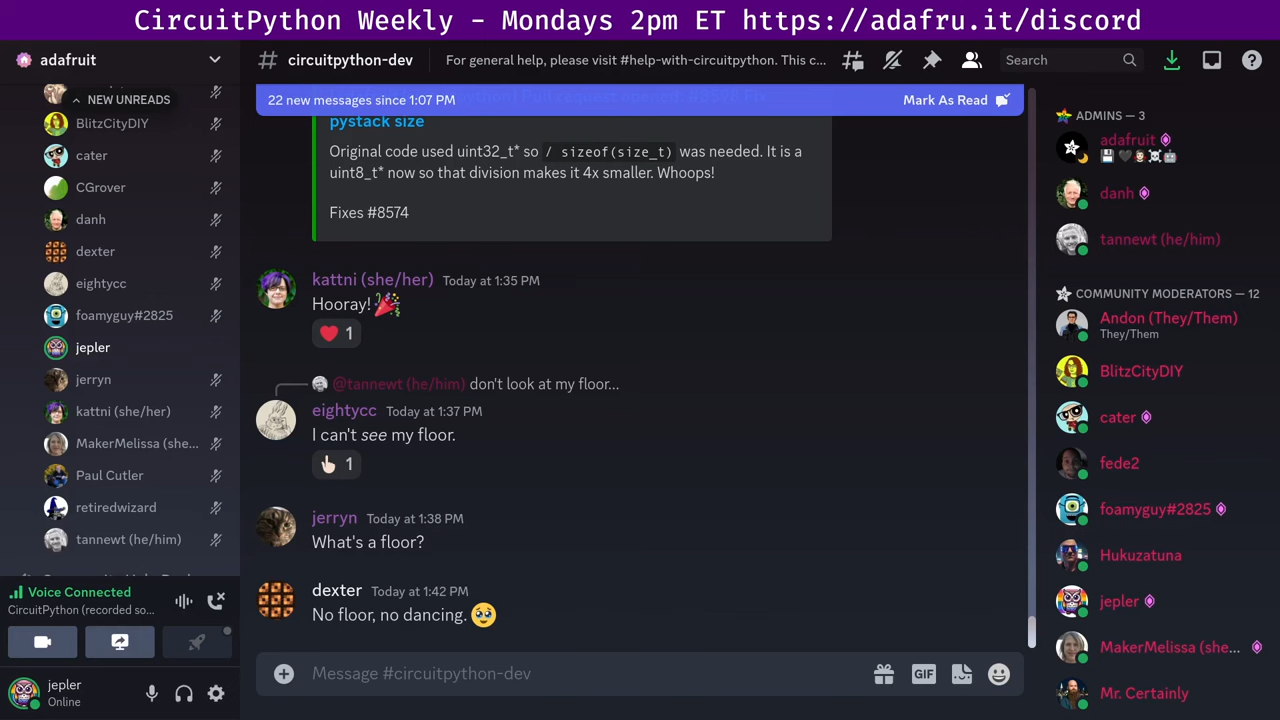 CircuitPython Weekly - Mondays 2pm ET https://adafru.it/discord
adafruit
NEW UNREADS
BlitzCityDIY
cater
CGrover
danh
dexter
eightycc
foamyguy#2825
jepler
jerryn
kattni (she/her)
MakerMelissa (she...
Paul Cutler
retiredwizard
tannewt (he/him)
Voice Connected
CircuitPython (recorded so...
jepler
Online
# circuitpython-dev
For general help, please visit #help-with-circuitpython. This c...
Search
22 new messages since 1:07 PM
Mark As Read
pystack size
Original code used uint32_t* so / sizeof(size_t) was needed. It is a
uint8_t* now so that division makes it 4x smaller. Whoops!
Fixes #8574
kattni (she/her) Today at 1:35 PM
Hooray! 🎉
❤️ 1
@tannewt (he/him) don't look at my floor...
eightycc Today at 1:37 PM
I can't see my floor.
👆🏻 1
jerryn Today at 1:38 PM
What's a floor?
dexter Today at 1:42 PM
No floor, no dancing. 🥹
Message #circuitpython-dev
GIF
ADMINS — 3
adafruit
💾🖤👩🏻‍🚀☠️🤖
danh
tannewt (he/him)
COMMUNITY MODERATORS — 12
Andon (They/Them)
They/Them
BlitzCityDIY
cater
fede2
foamyguy#2825
Hukuzatuna
jepler
MakerMelissa (she...
Mr. Certainly